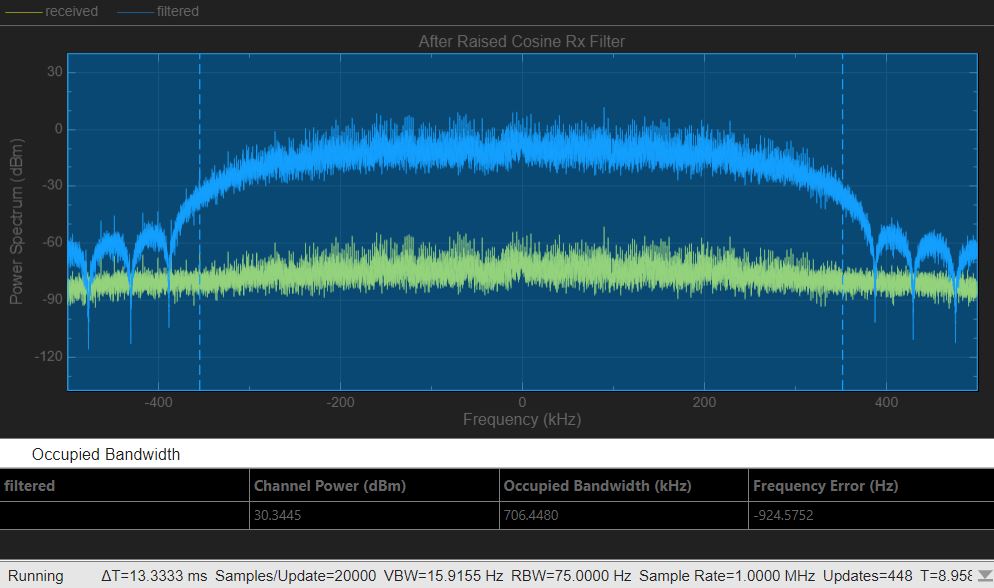 received filtered
After Raised Cosine Rx Filter
30
0
-30
-60
-90
-120
Power Spectrum (dBm)
-400 -200 0 200 400
Frequency (kHz)
Occupied Bandwidth
filtered Channel Power (dBm) Occupied Bandwidth (kHz) Frequency Error (Hz)
30.3445 706.4480 -924.5752
Running ΔT=13.3333 ms Samples/Update=20000 VBW=15.9155 Hz RBW=75.0000 Hz Sample Rate=1.0000 MHz Updates=448 T=8.958